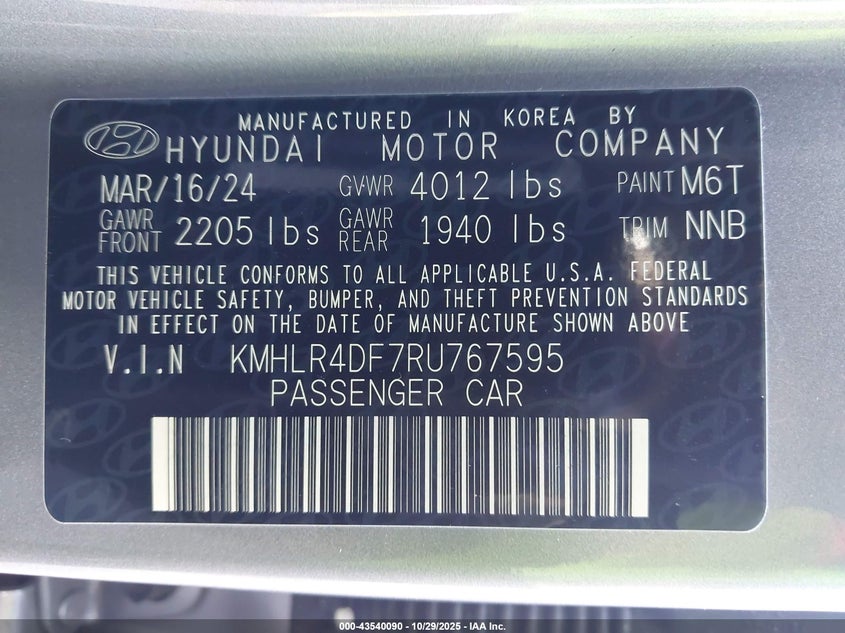 MANUFACTURED IN KOREA BY
HYUNDAI MOTOR COMPANY
MAR/16/24 GVWR 4012 lbs PAINT M6T
GAWR FRONT 2205 lbs GAWR REAR 1940 lbs TRIM NNB
THIS VEHICLE CONFORMS TO ALL APPLICABLE U.S.A. FEDERAL
MOTOR VEHICLE SAFETY, BUMPER, AND THEFT PREVENTION STANDARDS
IN EFFECT ON THE DATE OF MANUFACTURE SHOWN ABOVE
V.I.N KMHLR4DF7RU767595
PASSENGER CAR
000-43540090 - 10/29/2025 - IAA Inc.